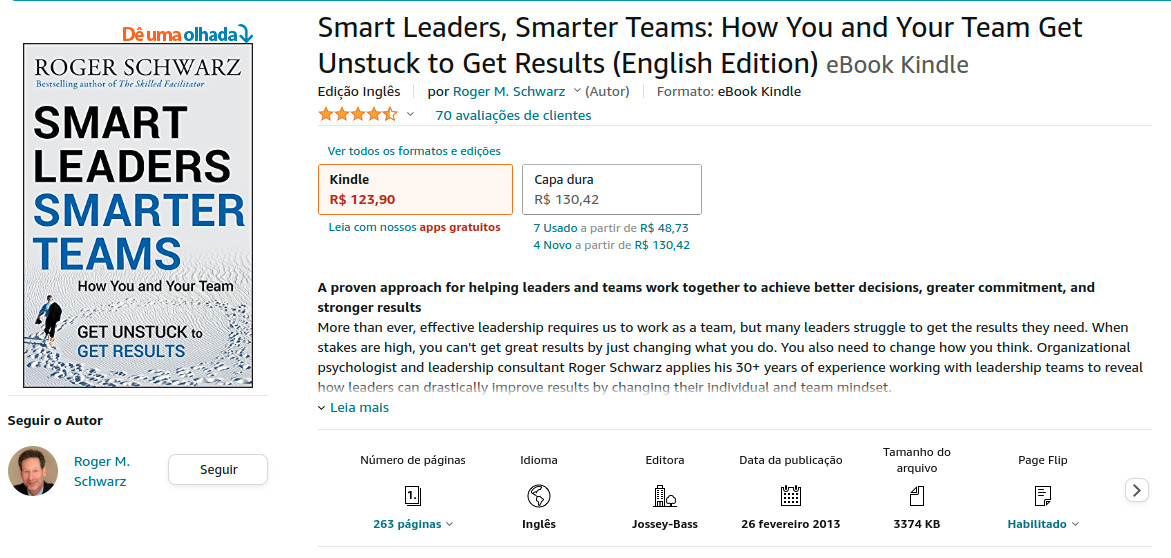 Dê uma olhada
ROGER SCHWARZ
Bestselling author of The Skilled Facilitator
SMART
LEADERS
SMARTER
TEAMS
How You and Your Team
GET UNSTUCK to
GET RESULTS
Seguir o Autor
Roger M.
Schwarz
Seguir
Smart Leaders, Smarter Teams: How You and Your Team Get
Unstuck to Get Results (English Edition) eBook Kindle
Edição Inglês por Roger M. Schwarz (Autor) Formato: eBook Kindle
70 avaliações de clientes
Ver todos os formatos e edições
Kindle
R$ 123,90
Leia com nossos apps gratuitos
Capa dura
R$ 130,42
7 Usado a partir de R$ 48,73
4 Novo a partir de R$ 130,42
A proven approach for helping leaders and teams work together to achieve better decisions, greater commitment, and
stronger results
More than ever, effective leadership requires us to work as a team, but many leaders struggle to get the results they need. When
stakes are high, you can't get great results by just changing what you do. You also need to change how you think. Organizational
psychologist and leadership consultant Roger Schwarz applies his 30+ years of experience working with leadership teams to reveal
how leaders can drastically improve results by changing their individual and team mindset.
Leia mais
Número de páginas
1.
263 páginas
Idioma
Inglês
Editora
Jossey-Bass
Data da publicação
26 fevereiro 2013
Tamanho do
arquivo
3374 KB
Page Flip
Habilitado